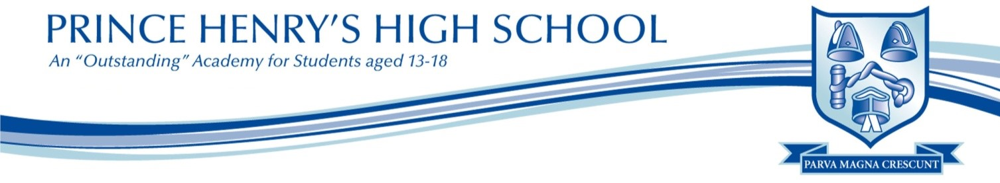 PRINCE HENRY’S HIGH SCHOOL
An “Outstanding” Academy for Students aged 13-18
PARVA MAGNA CRESCUNT